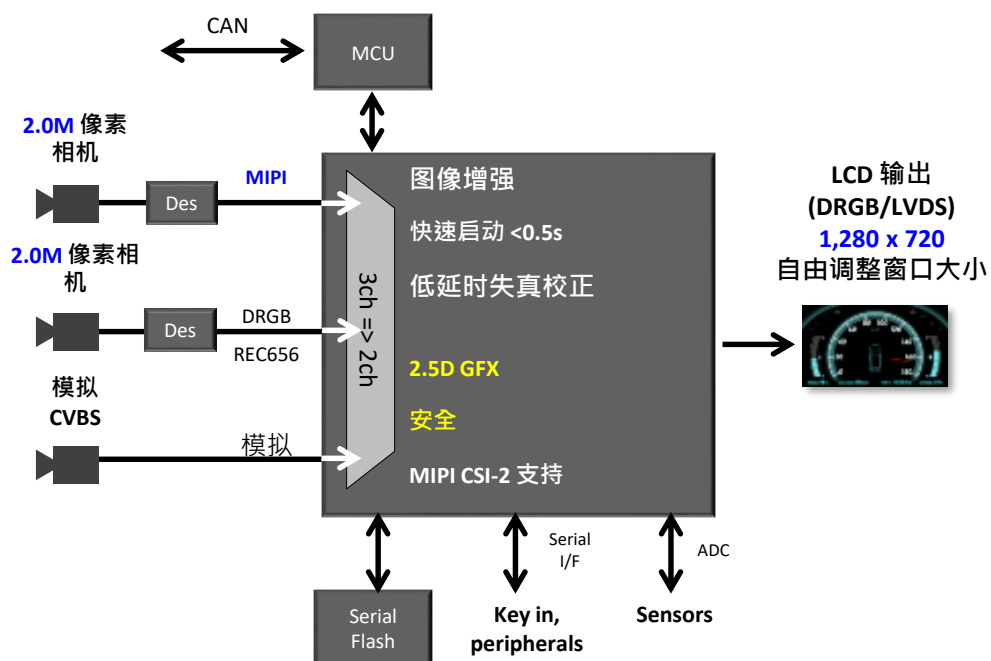 CAN
MCU
2.0M 像素
相机
MIPI
Des
2.0M 像素相
机
DRGB
Des
REC656
模拟
CVBS
模拟
3ch => 2ch
图像增强
快速启动 <0.5s
低延时失真校正
2.5D GFX
安全
MIPI CSI-2 支持
LCD 输出
(DRGB/LVDS)
1,280 x 720
自由调整窗口大小
Serial
I/F
ADC
Serial
Flash
Key in,
peripherals
Sensors